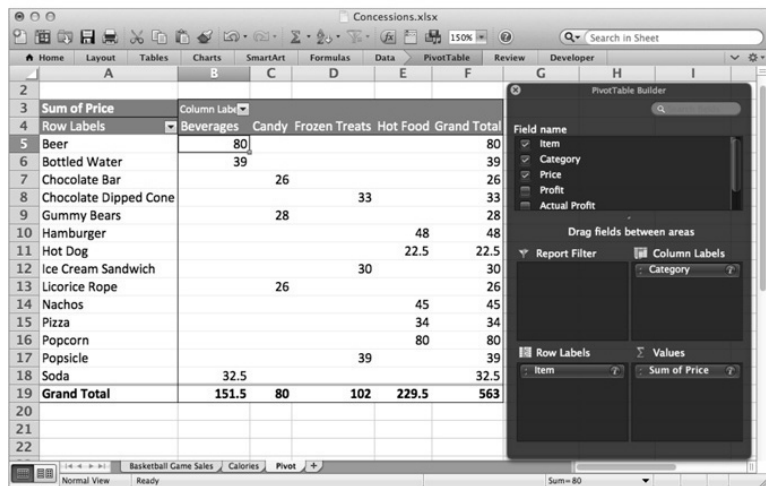 Concessions.xlsx
150%
Search in Sheet
Home Layout Tables Charts SmartArt Formulas Data PivotTable Review Developer
A B C D E F G H I
2
3 Sum of Price Column Labe
4 Row Labels Beverages Candy Frozen Treats Hot Food Grand Total
5 Beer 80 80
6 Bottled Water 39 39
7 Chocolate Bar 26 26
8 Chocolate Dipped Cone 33 33
9 Gummy Bears 28 28
10 Hamburger 48 48
11 Hot Dog 22.5 22.5
12 Ice Cream Sandwich 30 30
13 Licorice Rope 26 26
14 Nachos 45 45
15 Pizza 34 34
16 Popcorn 80 80
17 Popsicle 39 39
18 Soda 32.5 32.5
19 Grand Total 151.5 80 102 229.5 563
20
21
22
PivotTable Builder
Field name
Item
Category
Price
Profit
Actual Profit
Drag fields between areas
Report Filter Column Labels
Category
Row Labels Values
Item Sum of Price
Basketball Game Sales Calories Pivot
Normal View Ready Sum=80